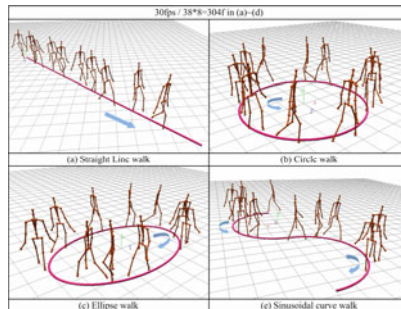 30fps / 38*8=304f in (a)~(d)
(a) Straight Line walk
(b) Circle walk
(c) Ellipse walk
(e) Sinusoidal curve walk